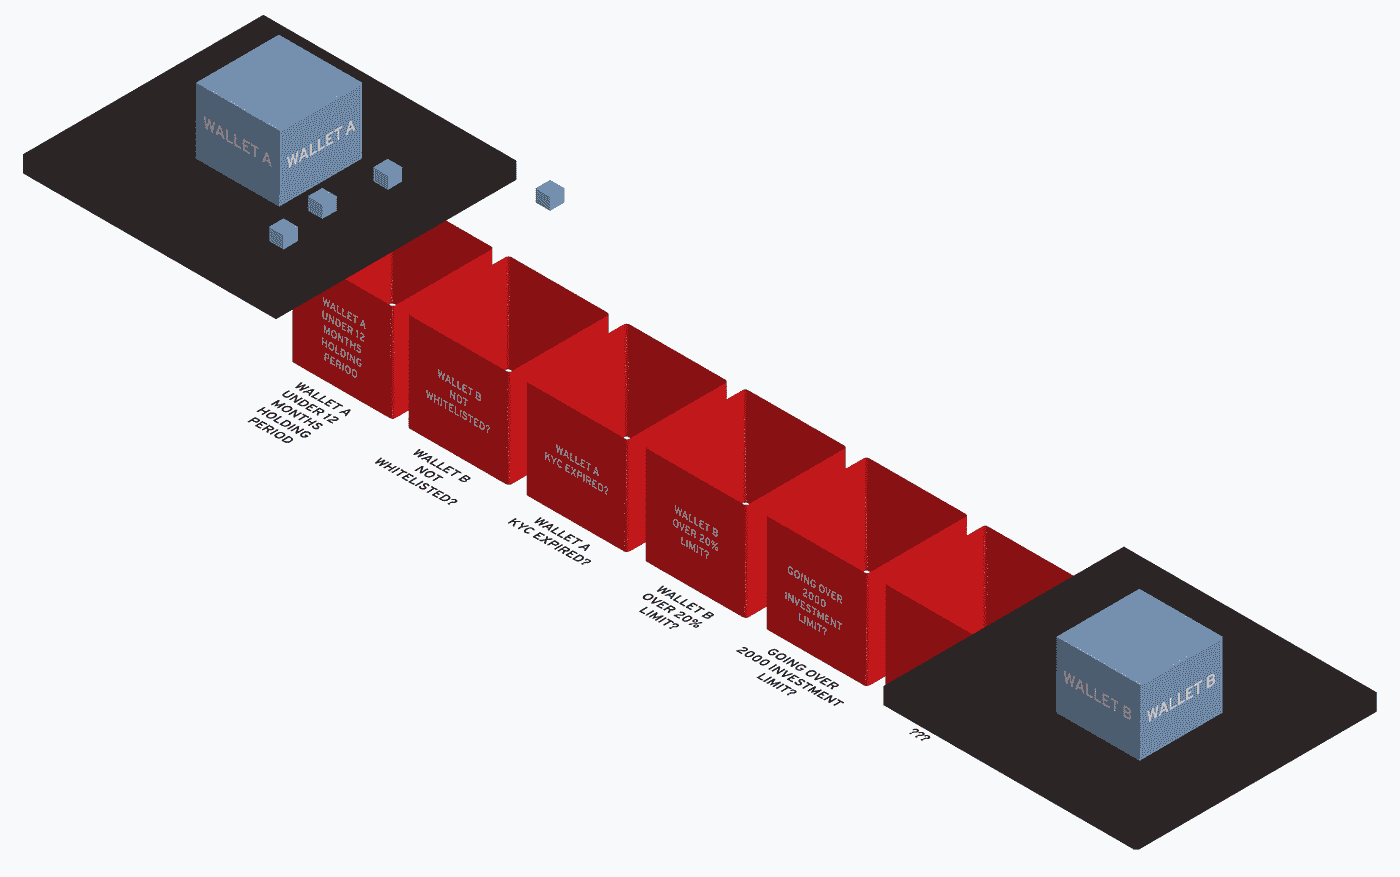 WALLET A
WALLET A
WALLET A
UNDER 12
MONTHS
HOLDING
PERIOD
WALLET A
UNDER 12
MONTHS
HOLDING
PERIOD
WALLET B
NOT
WHITELISTED?
WALLET B
NOT
WHITELISTED?
WALLET A
KYC EXPIRED?
WALLET A
KYC EXPIRED?
WALLET B
OVER 20%
LIMIT?
WALLET B
OVER 20%
LIMIT?
GOING OVER
2000
INVESTMENT
LIMIT?
GOING OVER
2000 INVESTMENT
LIMIT?
???
WALLET B
WALLET B